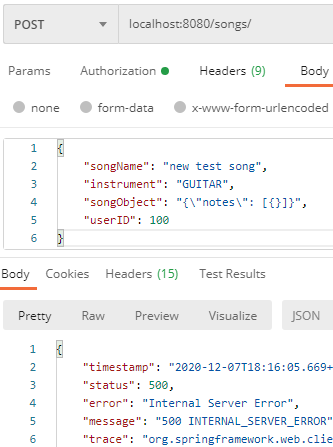 POST localhost:8080/songs/
Params Authorization Headers (9) Body
none form-data x-www-form-urlencoded
1 {
2 "songName": "new test song",
3 "instrument": "GUITAR",
4 "songObject": "{\"notes\": [{}]}",
5 "userID": 100
6 }
Body Cookies Headers (15) Test Results
Pretty Raw Preview Visualize JSON
1 {
2 "timestamp": "2020-12-07T18:16:05.669+
3 "status": 500,
4 "error": "Internal Server Error",
5 "message": "500 INTERNAL_SERVER_ERROR"
6 "trace": "org.springframework.web.clie